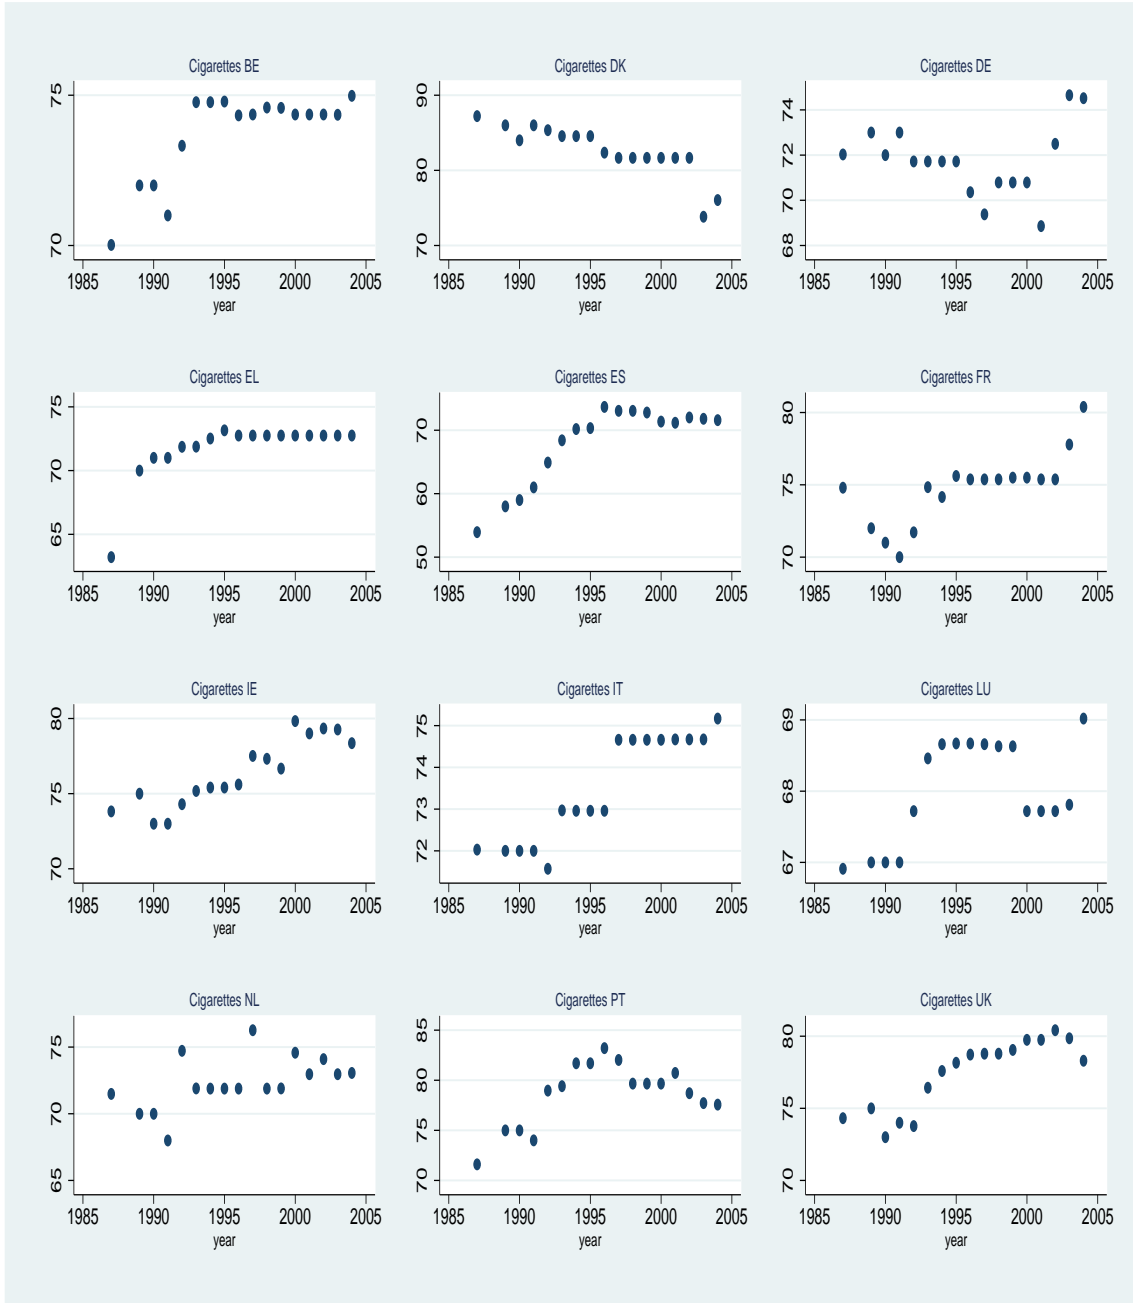 Cigarettes BE
75
70
1985 1990 1995 2000 2005
year
Cigarettes DK
90
80
70
1985 1990 1995 2000 2005
year
Cigarettes DE
74
72
70
68
1985 1990 1995 2000 2005
year
Cigarettes EL
75
70
65
1985 1990 1995 2000 2005
year
Cigarettes ES
70
60
50
1985 1990 1995 2000 2005
year
Cigarettes FR
80
75
70
1985 1990 1995 2000 2005
year
Cigarettes IE
80
75
70
1985 1990 1995 2000 2005
year
Cigarettes IT
75
74
73
72
1985 1990 1995 2000 2005
year
Cigarettes LU
69
68
67
1985 1990 1995 2000 2005
year
Cigarettes NL
75
70
65
1985 1990 1995 2000 2005
year
Cigarettes PT
85
80
75
70
1985 1990 1995 2000 2005
year
Cigarettes UK
80
75
70
1985 1990 1995 2000 2005
year